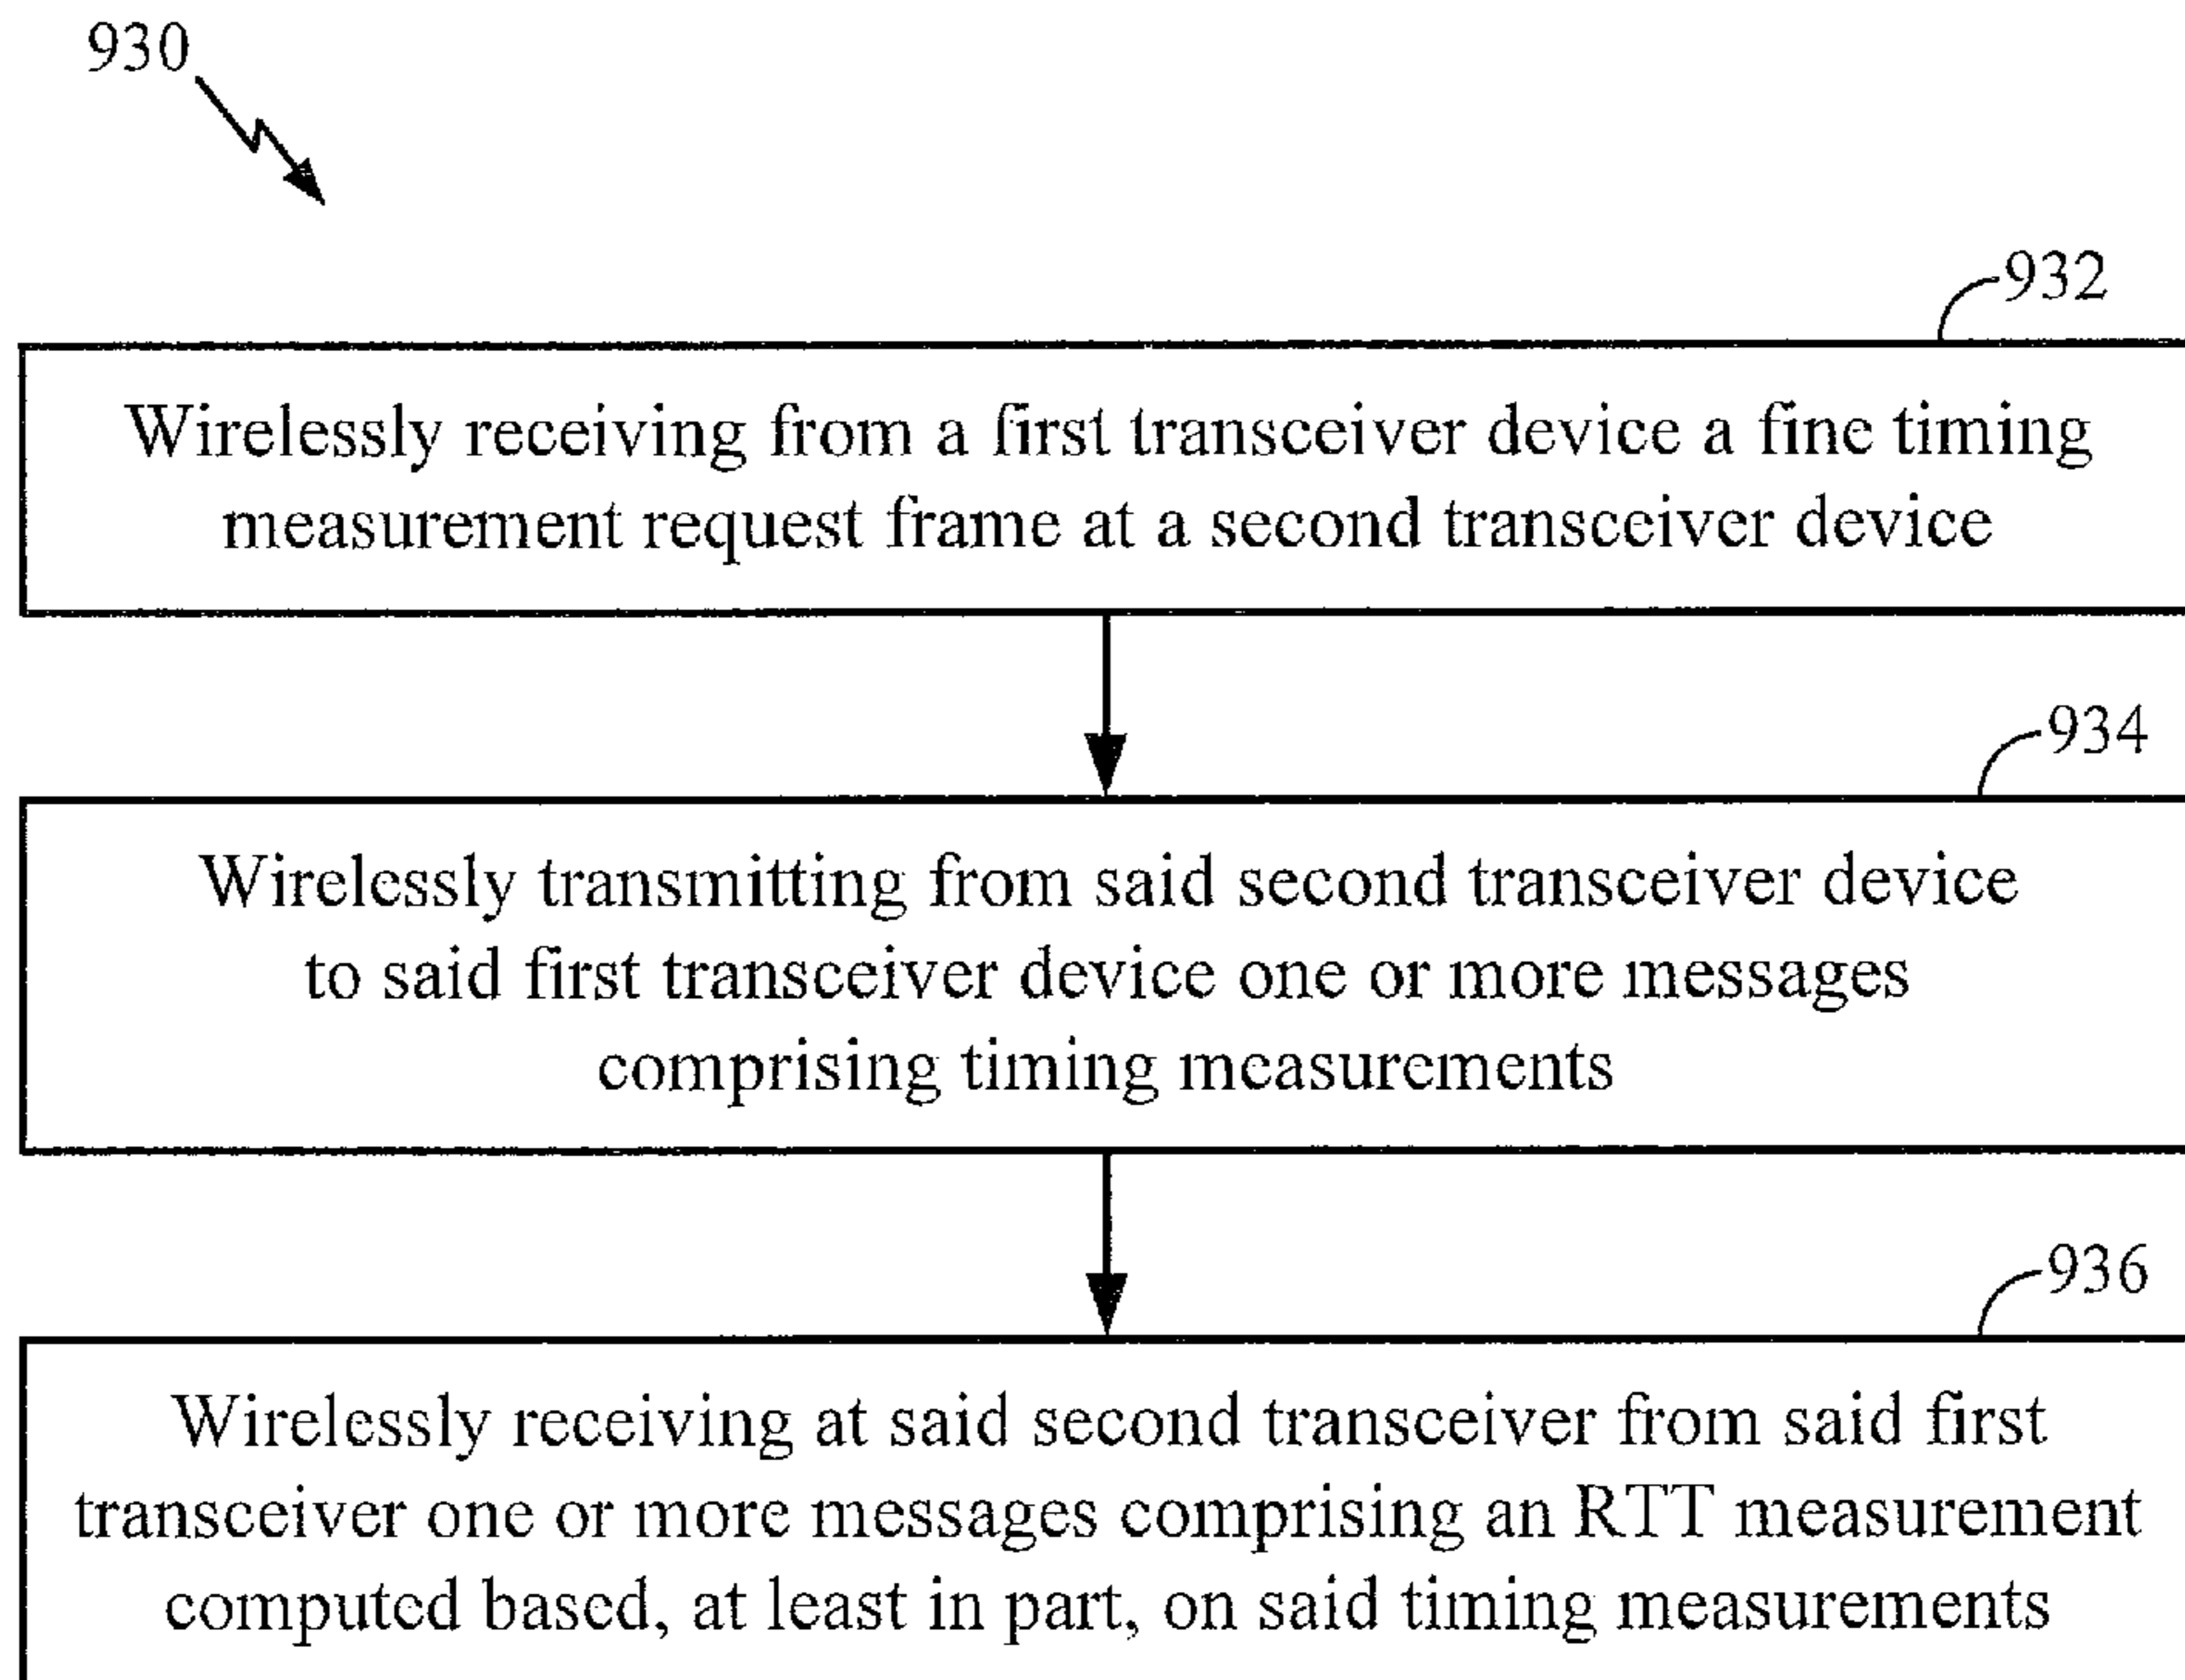 930
932
Wirelessly receiving from a first transceiver device a fine timing
measurement request frame at a second transceiver device
934
Wirelessly transmitting from said second transceiver device
to said first transceiver device one or more messages
comprising timing measurements
936
Wirelessly receiving at said second transceiver from said first
transceiver one or more messages comprising an RTT measurement
computed based, at least in part, on said timing measurements